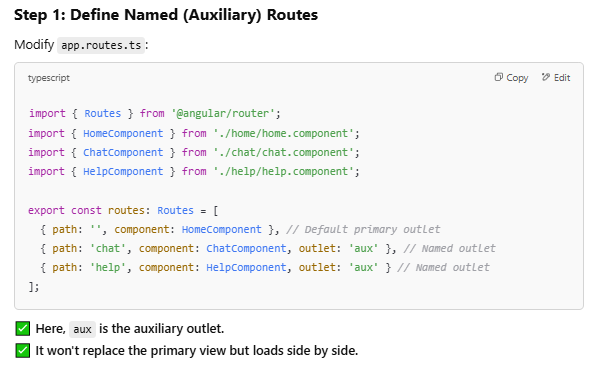 Step 1: Define Named (Auxiliary) Routes
Modify app.routes.ts:
typescript
Copy
Edit
import { Routes } from '@angular/router';
import { HomeComponent } from './home/home.component';
import { ChatComponent } from './chat/chat.component';
import { HelpComponent } from './help/help.component';
export const routes: Routes = [
{ path: '', component: HomeComponent }, // Default primary outlet
{ path: 'chat', component: ChatComponent, outlet: 'aux' }, // Named outlet
{ path: 'help', component: HelpComponent, outlet: 'aux' } // Named outlet
];
✅ Here, aux is the auxiliary outlet.
✅ It won't replace the primary view but loads side by side.